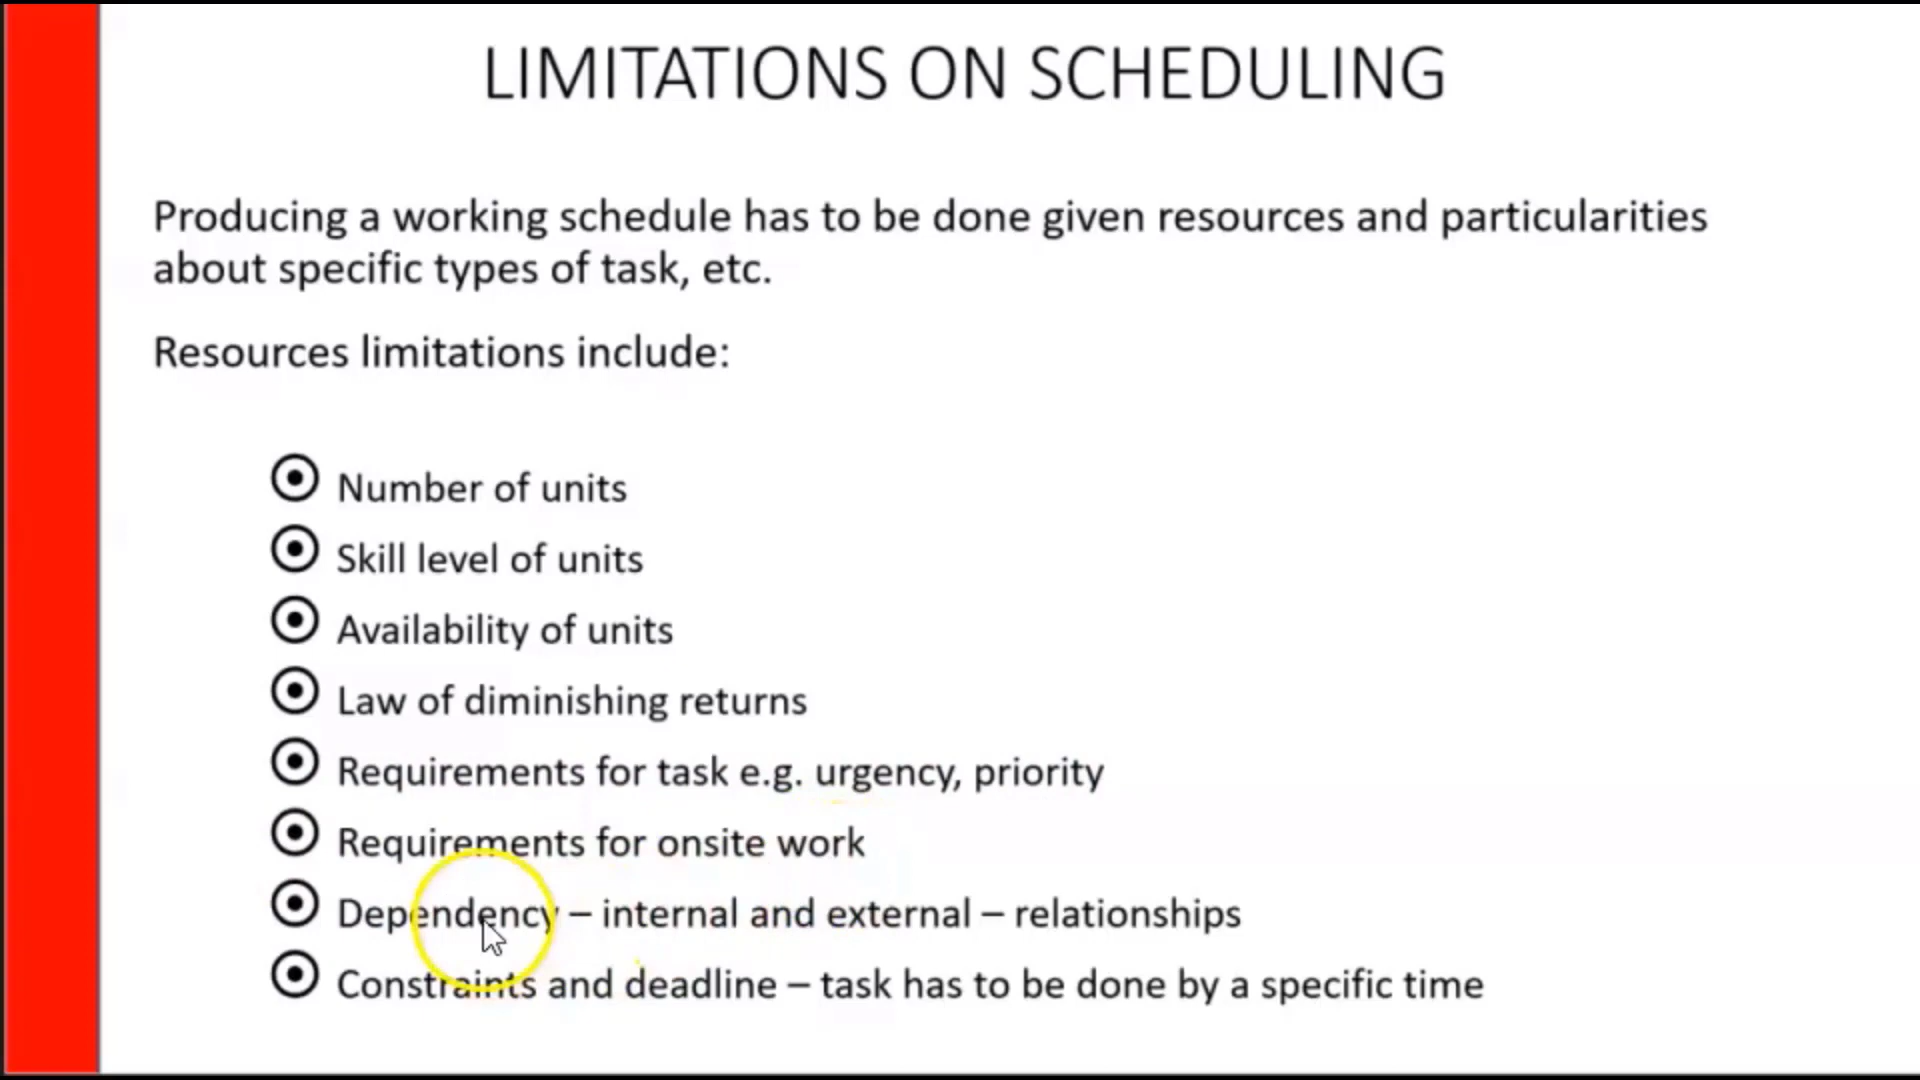 LIMITATIONS ON SCHEDULING
Producing a working schedule has to be done given resources and particularities
about specific types of task, etc.
Resources limitations include:
Number of units
Skill level of units
Availability of units
Law of diminishing returns
Requirements for task e.g. urgency, priority
Requirements for onsite work
Dependency – internal and external – relationships
Constraints and deadline – task has to be done by a specific time